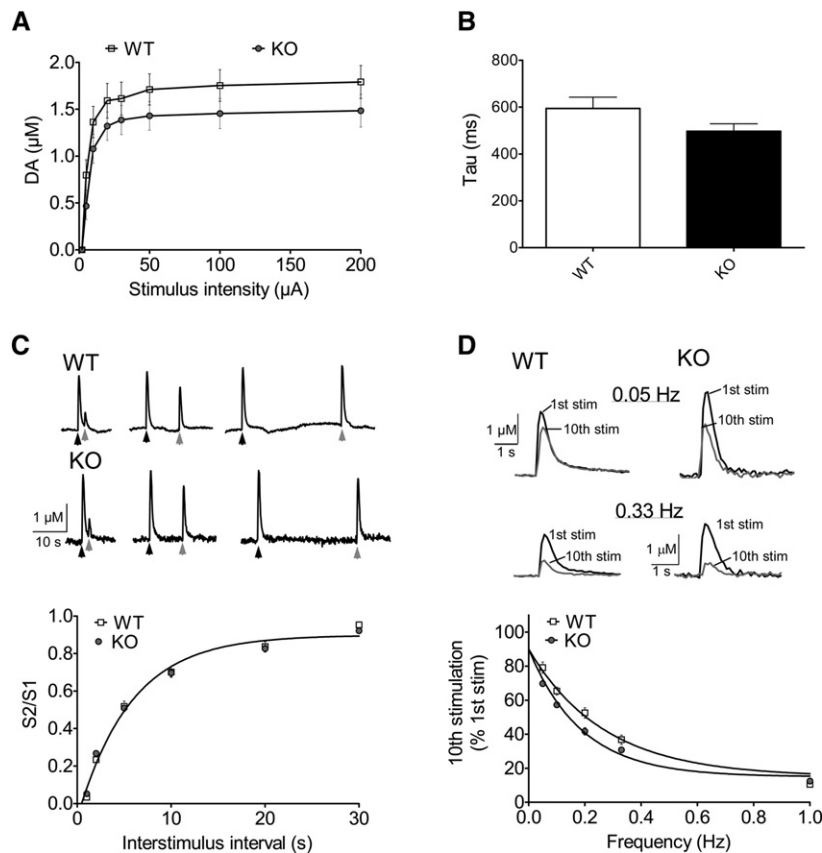 A
WT KO
2.0
1.5
1.0
0.5
0.0
DA (µM)
0 50 100 150 200
Stimulus intensity (µA)
B
800
600
400
200
0
Tau (ms)
WT KO
C
WT
KO
1 µM
10 s
WT
KO
1.0
0.8
0.6
0.4
0.2
0.0
S2/S1
0 10 20 30
Interstimulus interval (s)
D
WT KO
0.05 Hz
1st stim
10th stim
1st stim
10th stim
1 µM
1 s
0.33 Hz
1st stim
10th stim
1 µM
1 s
1st stim
10th stim
WT
KO
100
80
60
40
20
0
10th stimulation
(% 1st stim)
0.0 0.2 0.4 0.6 0.8 1.0
Frequency (Hz)